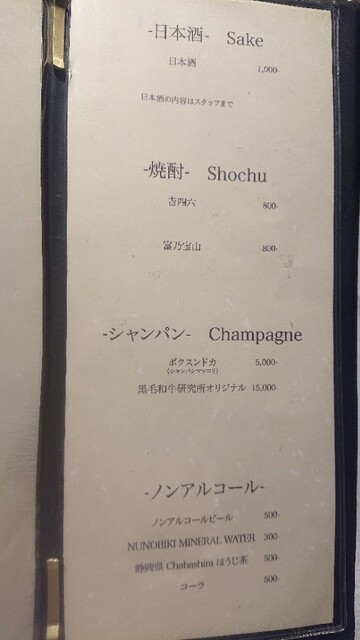 -日本酒- Sake
日本酒 1,000-
日本酒の内容はスタッフまで
-焼酎- Shochu
吉四六 800-
富乃宝山 800-
-シャンパン- Champagne
ボクスンドカ 5,000-
(シャンパンマッコリ)
黒毛和牛研究所オリジナル 15,000-
-ノンアルコール-
ノンアルコールビール 500-
NUNOBIKI MINERAL WATER 300-
静岡県 Chabashira ほうじ茶 500-
コーラ 500-